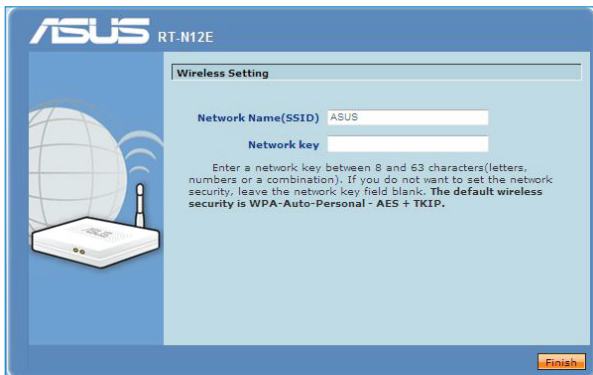 ASUS RT-N12E
Wireless Setting
Network Name(SSID) ASUS
Network key
Enter a network key between 8 and 63 characters(letters,
numbers or a combination). If you do not want to set the network
security, leave the network key field blank. The default wireless
security is WPA-Auto-Personal - AES + TKIP.
ASUS
Finish